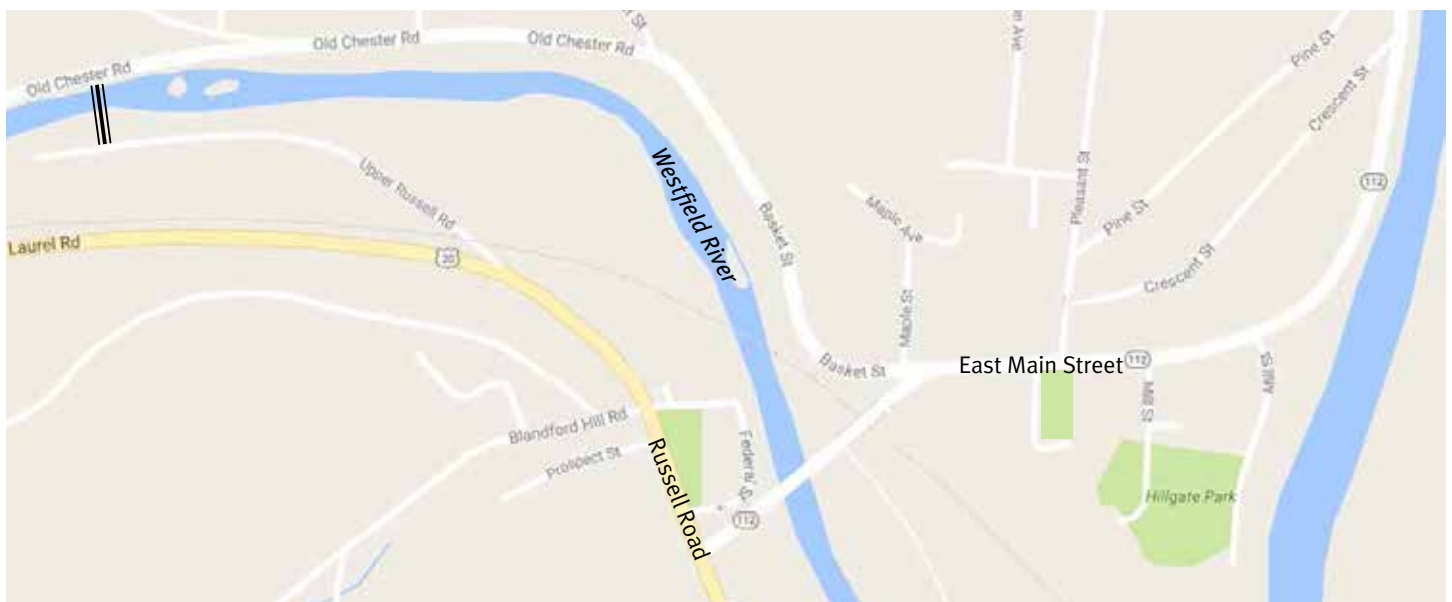 Old Chester Rd
Old Chester Rd
Old Chester Rd
St
Ave
Pine St
Crescent St
Upper Russell Rd
Westfield River
Basket St
Maple Ave
Pleasant St
Pine St
112
Laurel Rd
20
Crescent St
Maple St
Basket St
East Main Street
112
Mill St
Blandford Hill Rd
Prospect St
Russell Road
Federal St
112
Hillgate Park